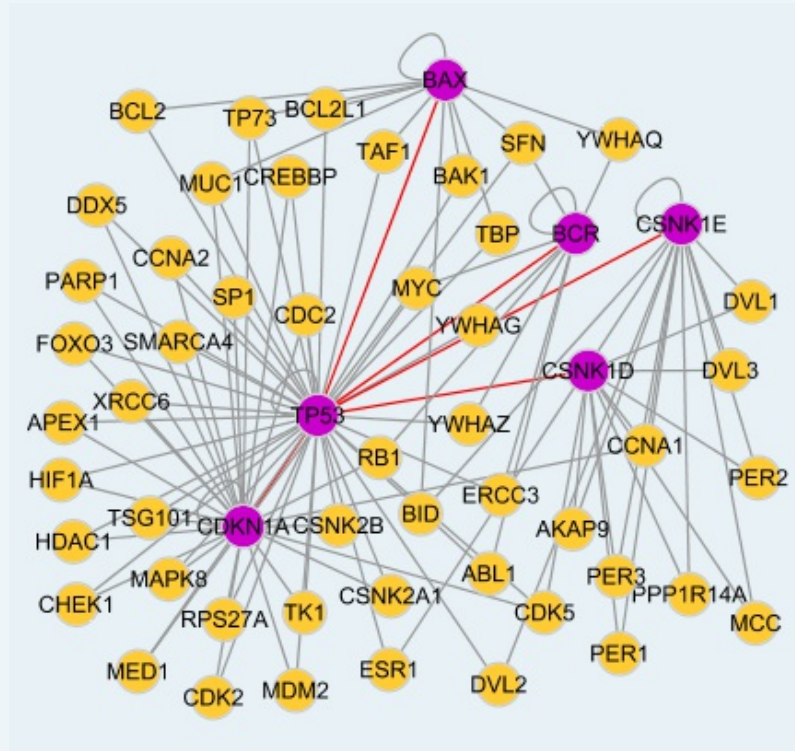 BAX
BCL2
TP73
BCL2L1
TAF1
SFN
YWHAQ
MUC1
CREBBP
BAK1
DDX5
TBP
BCR
CSNK1E
CCNA2
PARP1
SP1
MYC
CDC2
YWHAG
DVL1
FOXO3
SMARCA4
CSNK1D
DVL3
XRCC6
TP53
APEX1
YWHAZ
CCNA1
RB1
HIF1A
PER2
ERCC3
TSG101
CDKN1A
CSNK2B
BID
AKAP9
HDAC1
MAPK8
ABL1
PER3
CHEK1
CSNK2A1
PPP1R14A
RPS27A
TK1
CDK5
MCC
PER1
MED1
ESR1
CDK2
MDM2
DVL2